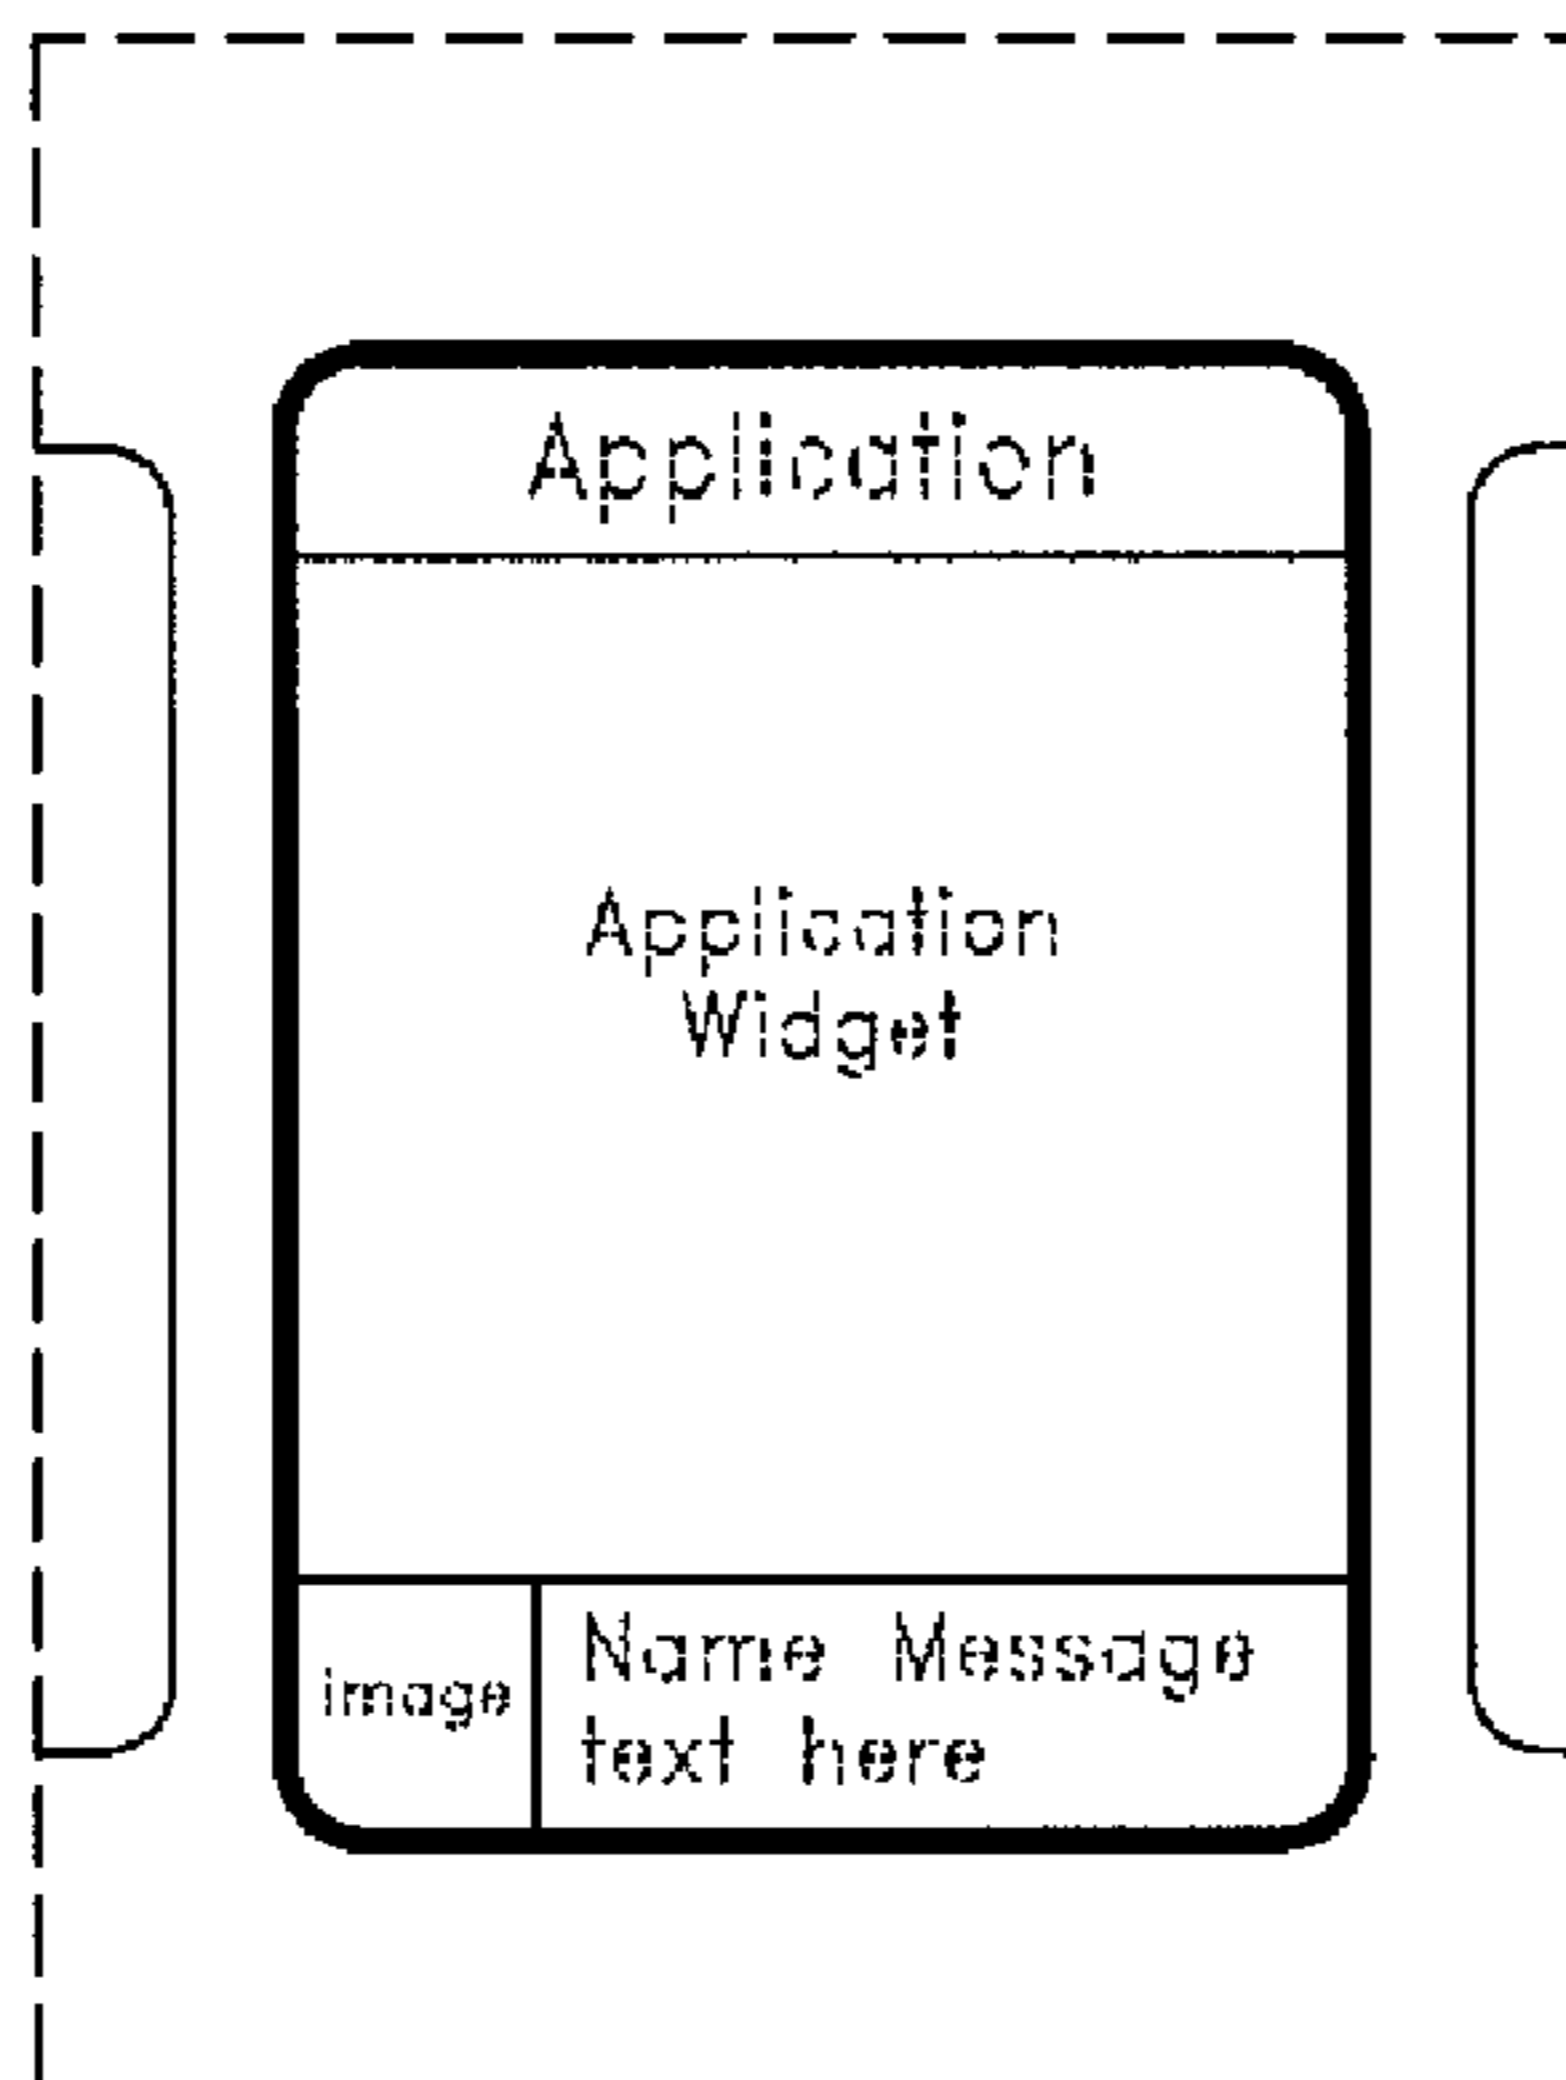 Application
Application
Widget
image
Name Message
text here